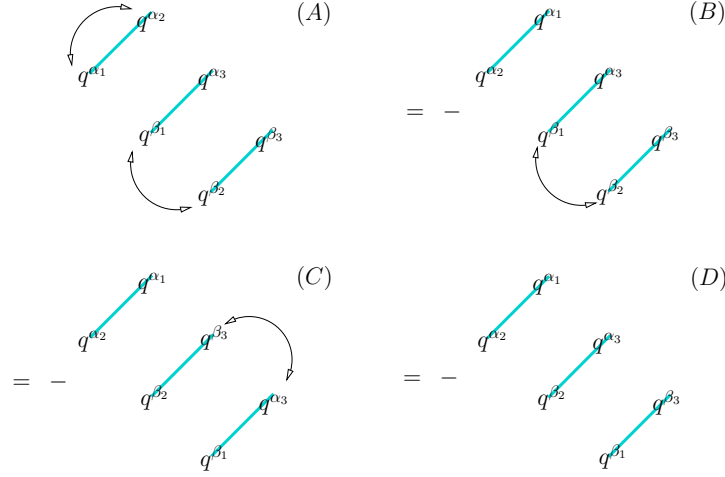 q^{α_2} (A)
q^{α_1}
q^{α_3}
q^{β_1} q^{β_3}
q^{β_2}
q^{α_1} (B)
q^{α_2} q^{α_3}
= −
q^{β_1} q^{β_3}
q^{β_2}
q^{α_1} (C)
q^{α_2} q^{β_3}
= −
q^{β_2} q^{α_3}
q^{β_1}
q^{α_1} (D)
q^{α_2} q^{α_3}
= −
q^{β_2} q^{β_3}
q^{β_1}